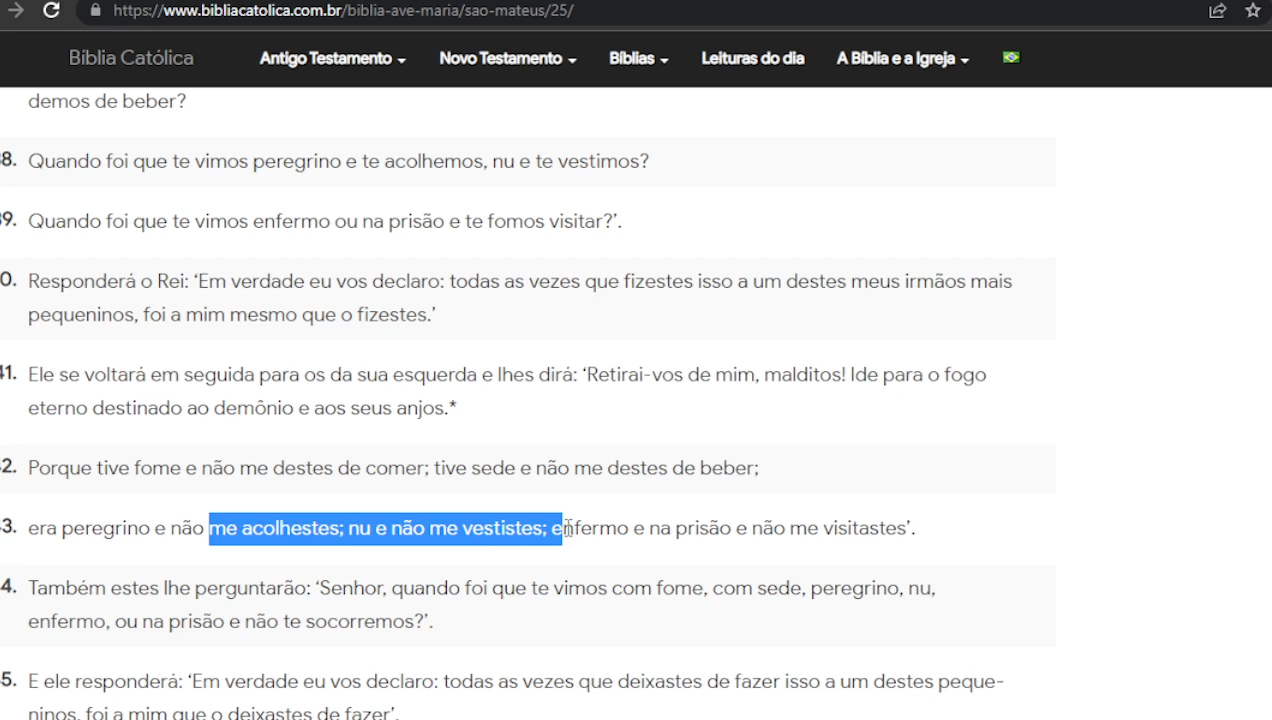 https://www.bibliacatolica.com.br/biblia-ave-maria/sao-mateus/25/
Bíblia Católica Antigo Testamento Novo Testamento Bíblias Leituras do dia A Bíblia e a Igreja
demos de beber?
8. Quando foi que te vimos peregrino e te acolhemos, nu e te vestimos?
39. Quando foi que te vimos enfermo ou na prisão e te fomos visitar?’.
0. Responderá o Rei: ‘Em verdade eu vos declaro: todas as vezes que fizestes isso a um destes meus irmãos mais
pequeninos, foi a mim mesmo que o fizestes.’
41. Ele se voltará em seguida para os da sua esquerda e lhes dirá: ‘Retirai-vos de mim, malditos! Ide para o fogo
eterno destinado ao demônio e aos seus anjos.*
2. Porque tive fome e não me destes de comer; tive sede e não me destes de beber;
3. era peregrino e não me acolhestes; nu e não me vestistes; enfermo e na prisão e não me visitastes’.
4. Também estes lhe perguntarão: ‘Senhor, quando foi que te vimos com fome, com sede, peregrino, nu,
enfermo, ou na prisão e não te socorremos?’.
5. E ele responderá: ‘Em verdade eu vos declaro: todas as vezes que deixastes de fazer isso a um destes peque-
ninos, foi a mim que o deixastes de fazer’.